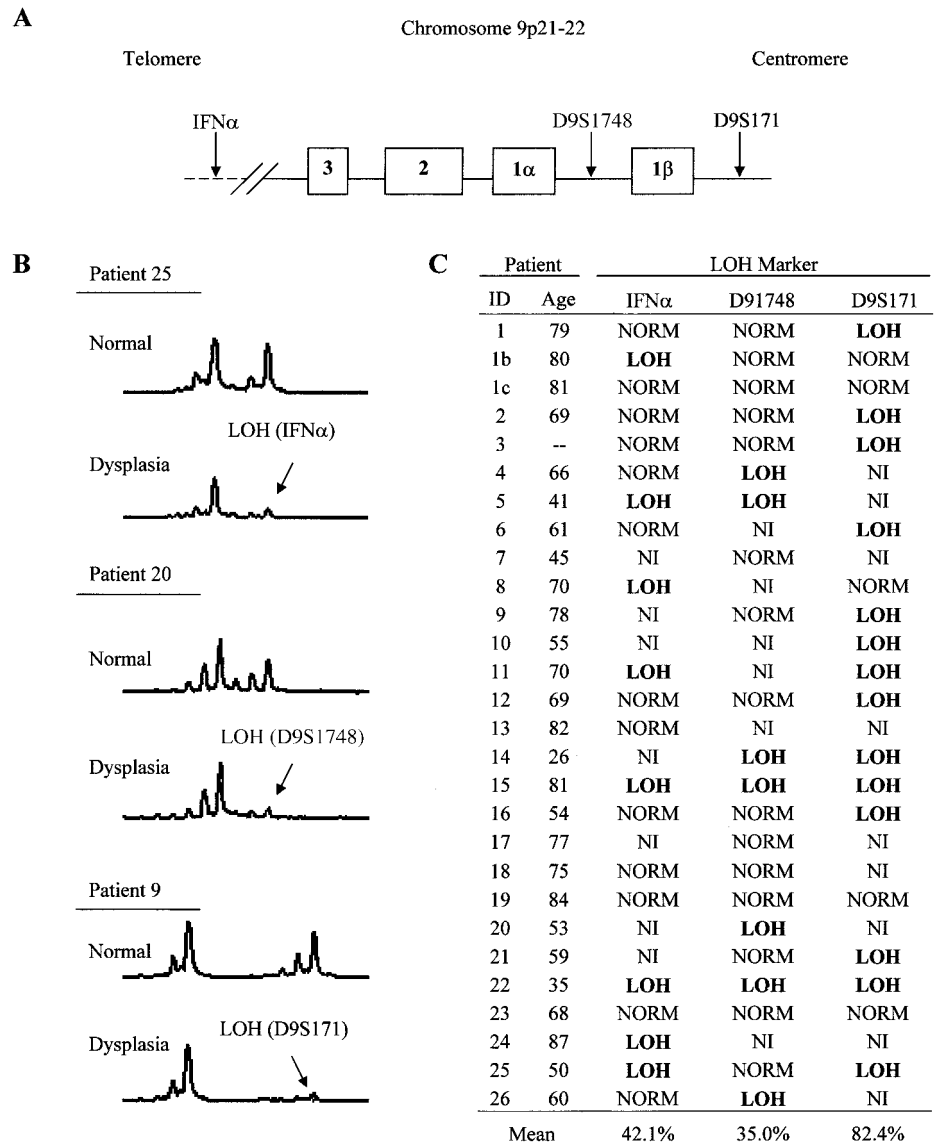 A
Chromosome 9p21-22
Telomere Centromere
IFNα D9S1748 D9S171
3 2 1α 1β
B
Patient 25
Normal
LOH (IFNα)
Dysplasia
Patient 20
Normal
LOH (D9S1748)
Dysplasia
Patient 9
Normal
LOH (D9S171)
Dysplasia
C
Patient LOH Marker
ID Age IFNα D91748 D9S171
1 79 NORM NORM LOH
1b 80 LOH NORM NORM
1c 81 NORM NORM NORM
2 69 NORM NORM LOH
3 -- NORM NORM LOH
4 66 NORM LOH NI
5 41 LOH LOH NI
6 61 NORM NI LOH
7 45 NI NORM NI
8 70 LOH NI NORM
9 78 NI NORM LOH
10 55 NI NI LOH
11 70 LOH NI LOH
12 69 NORM NORM LOH
13 82 NORM NI NI
14 26 NI LOH LOH
15 81 LOH LOH LOH
16 54 NORM NORM LOH
17 77 NI NORM NI
18 75 NORM NORM NI
19 84 NORM NORM NORM
20 53 NI LOH NI
21 59 NI NORM LOH
22 35 LOH LOH LOH
23 68 NORM NORM NORM
24 87 LOH NI NI
25 50 LOH NORM LOH
26 60 NORM LOH NI
Mean 42.1% 35.0% 82.4%